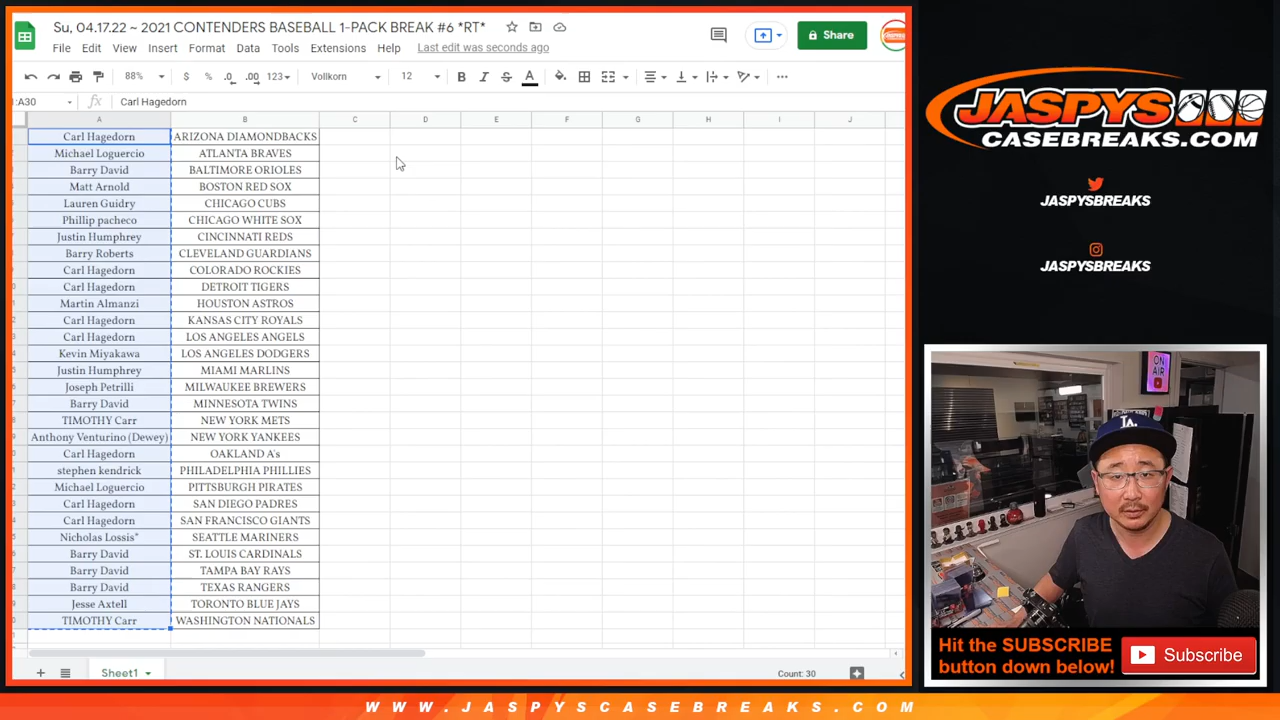 Su, 04.17.22 ~ 2021 CONTENDERS BASEBALL 1-PACK BREAK #6 *RT*
File Edit View Insert Format Data Tools Extensions Help Last edit was seconds ago
Share
88% $ % .0 .00 123 Vollkorn 12 B I S A
:A30 fx Carl Hagedorn
A B C D E F G H I J
Carl Hagedorn ARIZONA DIAMONDBACKS
Michael Loguercio ATLANTA BRAVES
Barry David BALTIMORE ORIOLES
Matt Arnold BOSTON RED SOX
Lauren Guidry CHICAGO CUBS
Phillip pacheco CHICAGO WHITE SOX
Justin Humphrey CINCINNATI REDS
Barry Roberts CLEVELAND GUARDIANS
Carl Hagedorn COLORADO ROCKIES
Carl Hagedorn DETROIT TIGERS
Martin Almanzi HOUSTON ASTROS
Carl Hagedorn KANSAS CITY ROYALS
Carl Hagedorn LOS ANGELES ANGELS
Kevin Miyakawa LOS ANGELES DODGERS
Justin Humphrey MIAMI MARLINS
Joseph Petrilli MILWAUKEE BREWERS
Barry David MINNESOTA TWINS
TIMOTHY Carr NEW YORK METS
Anthony Venturino (Dewey) NEW YORK YANKEES
Carl Hagedorn OAKLAND A's
stephen kendrick PHILADELPHIA PHILLIES
Michael Loguercio PITTSBURGH PIRATES
Carl Hagedorn SAN DIEGO PADRES
Carl Hagedorn SAN FRANCISCO GIANTS
Nicholas Lossis* SEATTLE MARINERS
Barry David ST. LOUIS CARDINALS
Barry David TAMPA BAY RAYS
Barry David TEXAS RANGERS
Jesse Axtell TORONTO BLUE JAYS
TIMOTHY Carr WASHINGTON NATIONALS
Sheet1 Count: 30
JASPYS
CASEBREAKS.COM
JASPYSBREAKS
JASPYSBREAKS
ON
AIR
LA
Hit the SUBSCRIBE
button down below!
Subscribe
WWW.JASPYSCASEBREAKS.COM